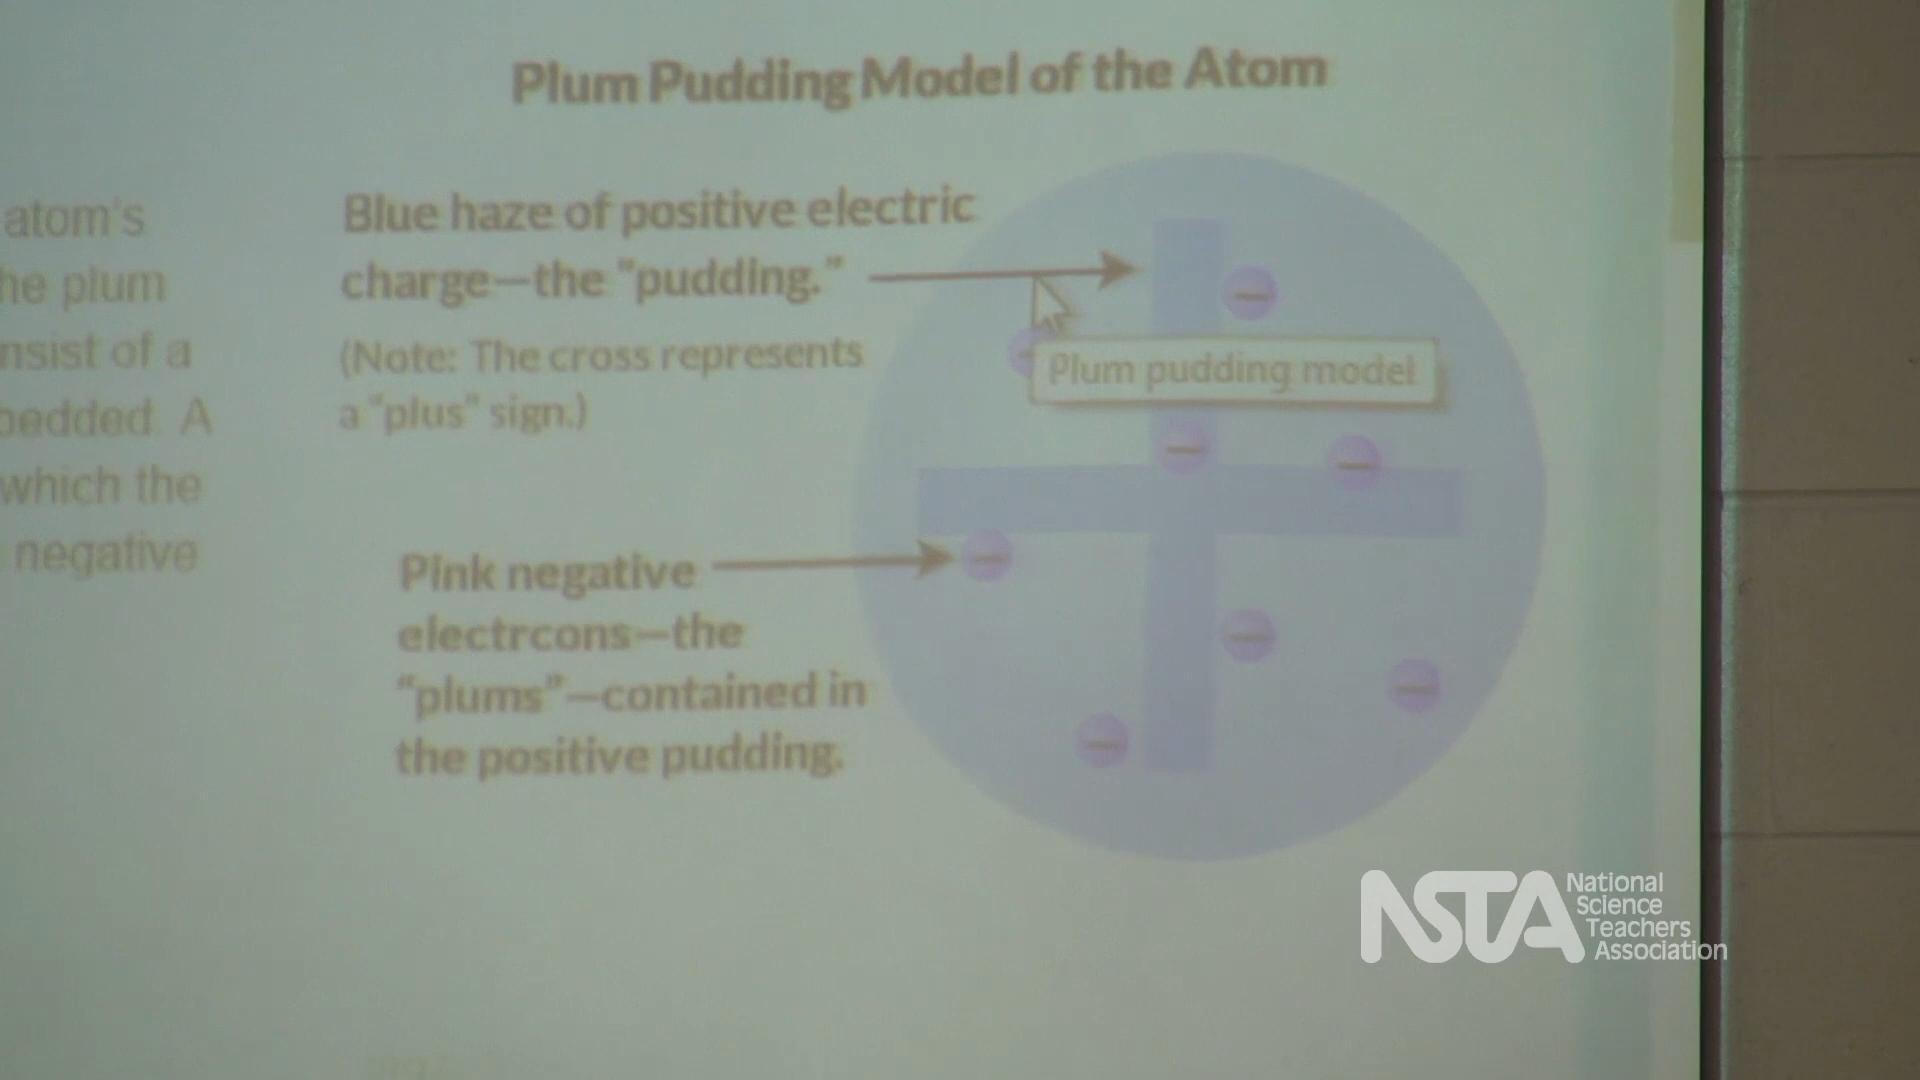 Plum Pudding Model of the Atom
atom's
he plum
nsist of a
bedded. A
which the
negative
Blue haze of positive electric
charge—the "pudding."
(Note: The cross represents
a "plus" sign.)
Plum pudding model
Pink negative
electrcons—the
"plums"—contained in
the positive pudding.
NSTA
National
Science
Teachers
Association